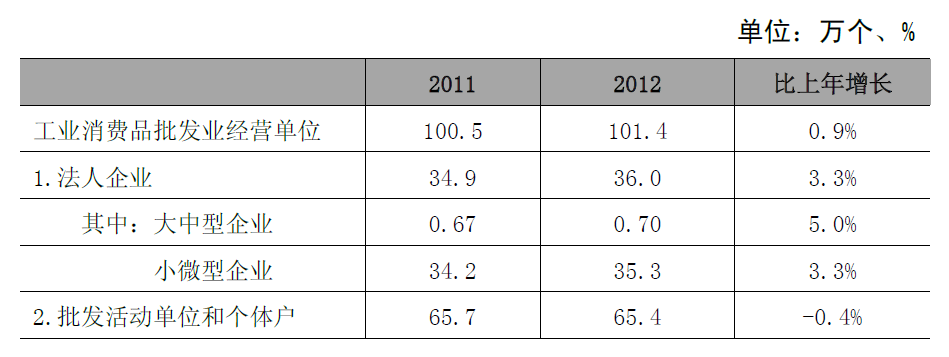 单位：万个、%
2011 2012 比上年增长
工业消费品批发业经营单位 100.5 101.4 0.9%
1.法人企业 34.9 36.0 3.3%
其中：大中型企业 0.67 0.70 5.0%
小微型企业 34.2 35.3 3.3%
2.批发活动单位和个体户 65.7 65.4 -0.4%